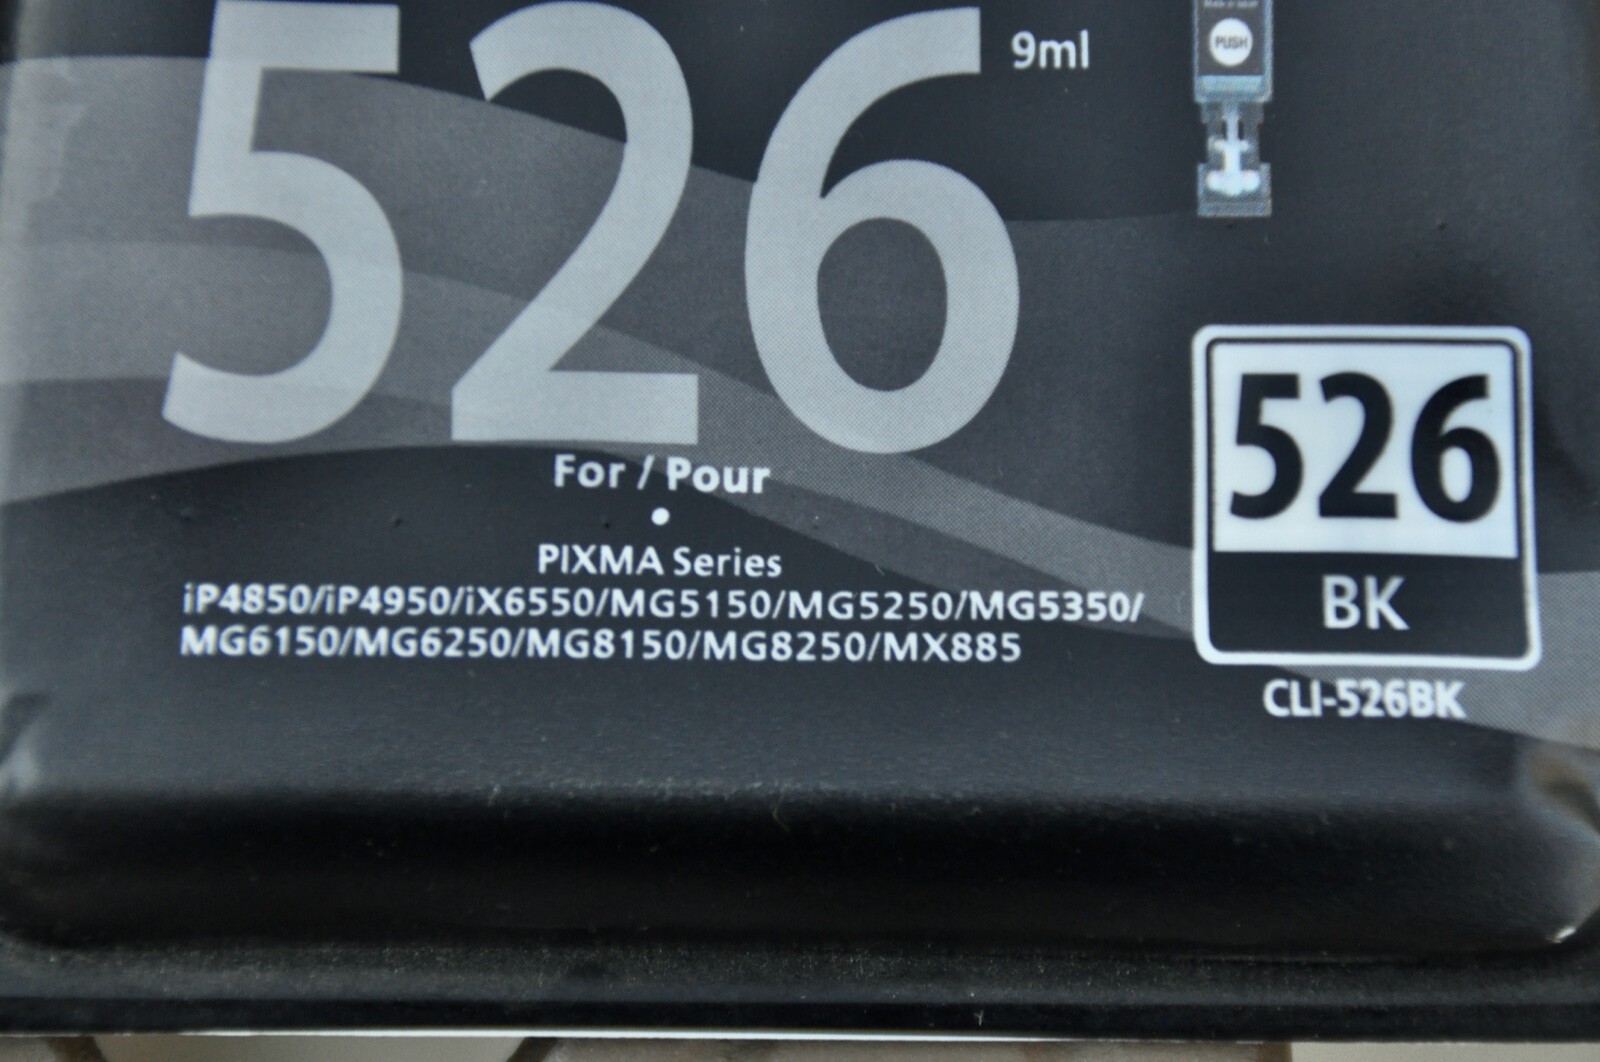 526
9ml
PUSH
For / Pour
PIXMA Series
iP4850/iP4950/iX6550/MG5150/MG5250/MG5350/
MG6150/MG6250/MG8150/MG8250/MX885
526
BK
CLI-526BK